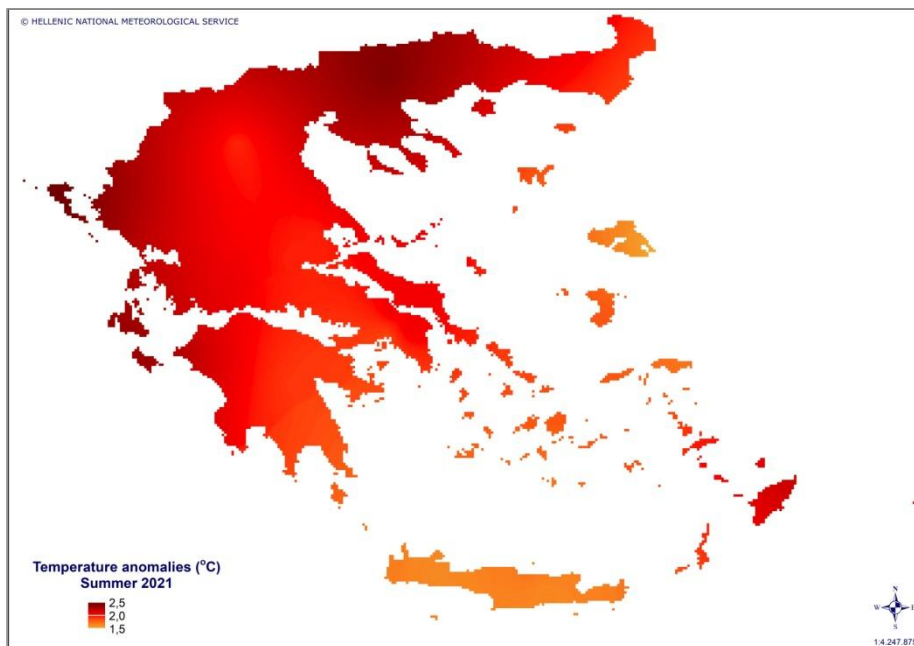 © HELLENIC NATIONAL METEOROLOGICAL SERVICE
Temperature anomalies (°C)
Summer 2021
2,5
2,0
1,5
N
W E
S
1:4.247.875